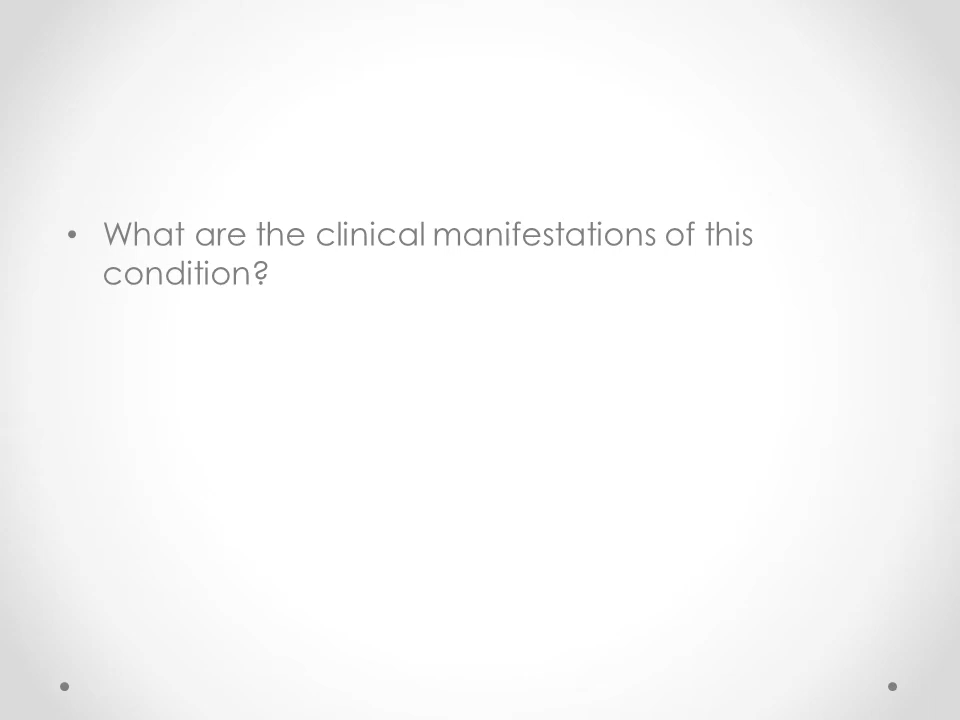 • What are the clinical manifestations of this
condition?